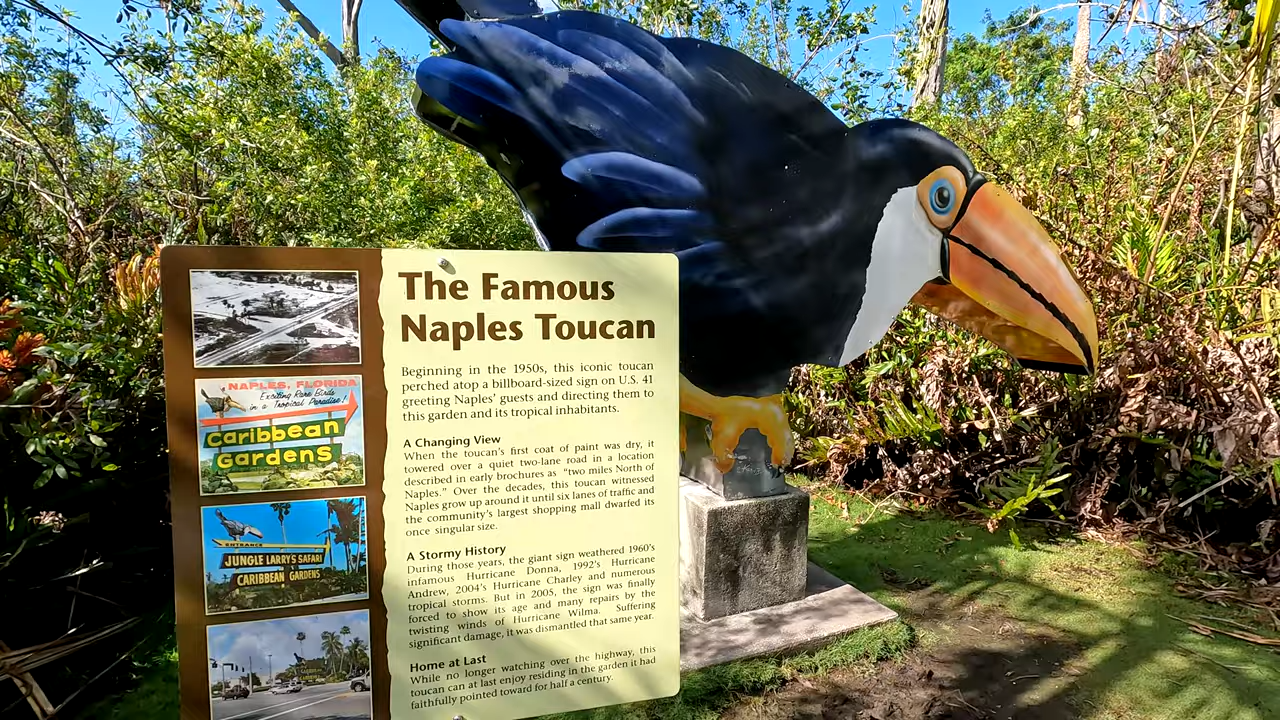 The Famous
Naples Toucan
Beginning in the 1950s, this iconic toucan
perched atop a billboard-sized sign on U.S. 41
greeting Naples' guests and directing them to
this garden and its tropical inhabitants.
A Changing View
When the toucan's first coat of paint was dry, it
towered over a quiet two-lane road in a location
described in early brochures as "two miles North of
Naples." Over the decades, this toucan witnessed
Naples grow up around it until six lanes of traffic and
the community's largest shopping mall dwarfed its
once singular size.
A Stormy History
During those years, the giant sign weathered 1960's
infamous Hurricane Donna, 1992's Hurricane
Andrew, 2004's Hurricane Charley and numerous
tropical storms. But in 2005, the sign was finally
forced to show its age and many repairs by the
twisting winds of Hurricane Wilma. Suffering
significant damage, it was dismantled that same year.
Home at Last
While no longer watching over the highway, this
toucan can at last enjoy residing in the garden it had
faithfully pointed toward for half a century.
NAPLES, FLORIDA
Exciting Rare Birds
in a Tropical Paradise!
Caribbean
Gardens
ENTRANCE
JUNGLE LARRY'S SAFARI
CARIBBEAN GARDENS